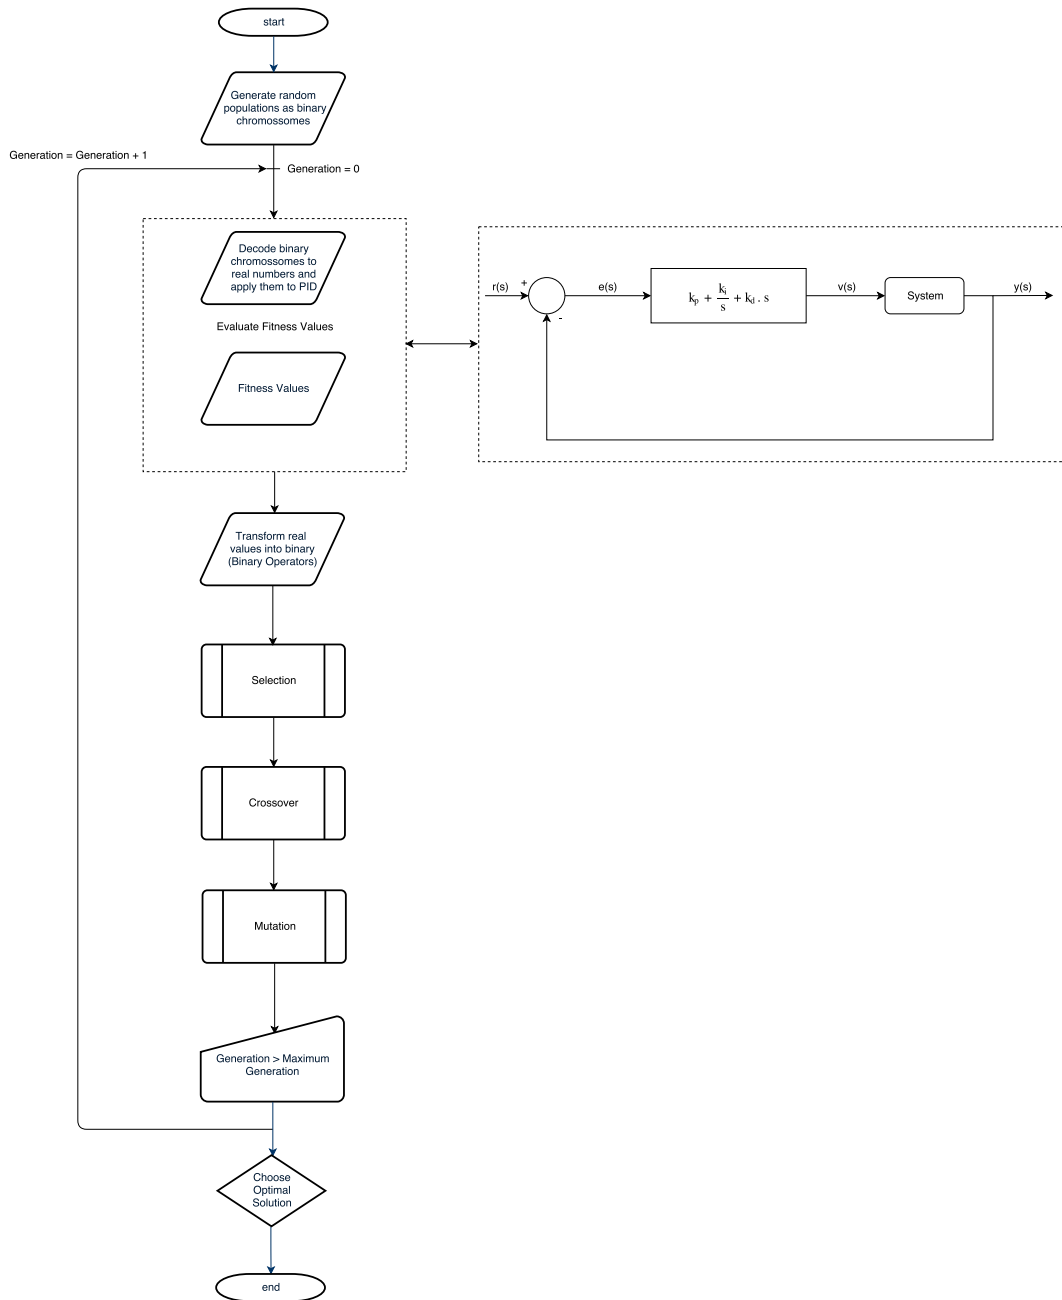 start
Generate random
populations as binary
chromossomes
Generation = Generation + 1
Generation = 0
Decode binary
chromossomes to
real numbers and
apply them to PID
Evaluate Fitness Values
Fitness Values
r(s)
+
-
e(s)
kp + ki/s + kd . s
v(s)
System
y(s)
Transform real
values into binary
(Binary Operators)
Selection
Crossover
Mutation
Generation > Maximum
Generation
Choose
Optimal
Solution
end